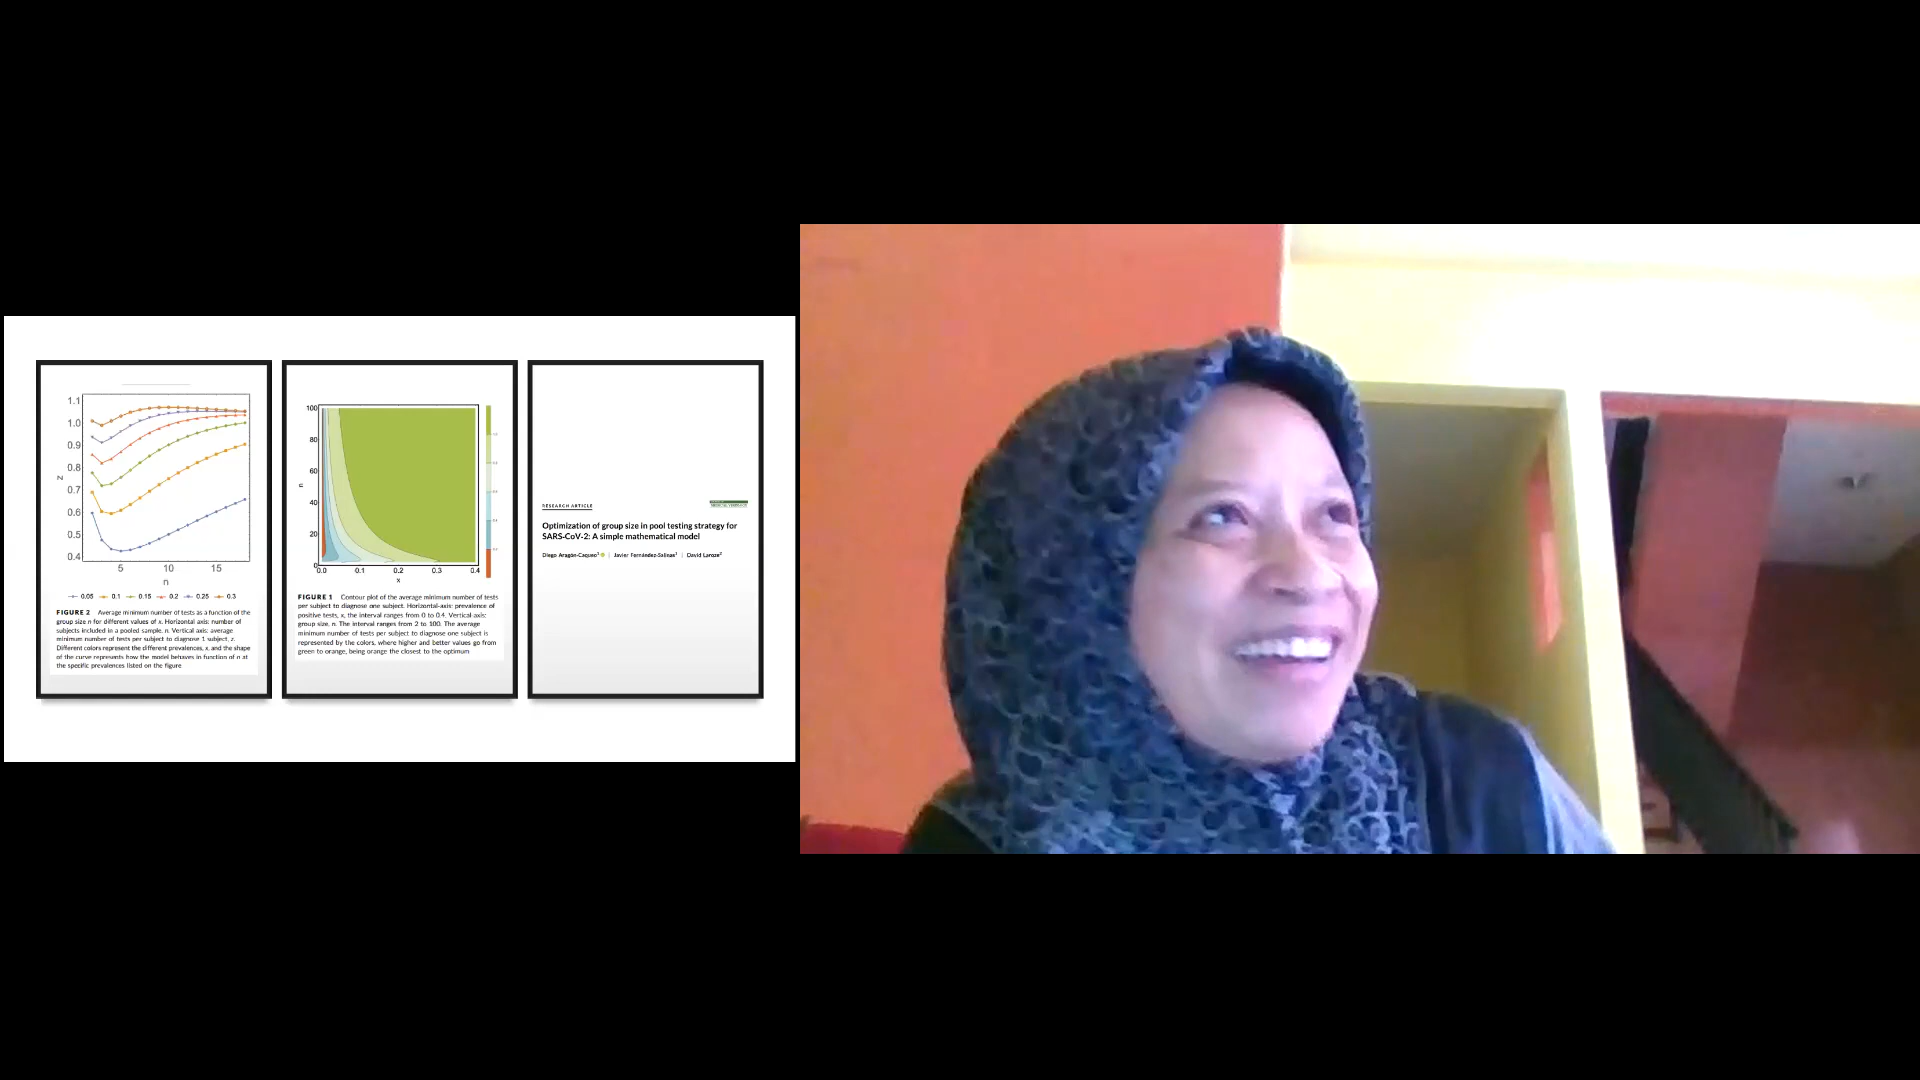 1.1
1.0
0.9
0.8
0.7
0.6
0.5
0.4
z
5 10 15
n
0.05 0.1 0.15 0.2 0.25 0.3
FIGURE 2 Average minimum number of tests as a function of the
group size n for different values of x. Horizontal axis: number of
subjects included in a pooled sample, n. Vertical axis: average
minimum number of tests per subject to diagnose 1 subject, z.
Different colors represent the different prevalences, x, and the shape
of the curve represents how the model behaves in function of n at
the specific prevalences listed on the figure
100
80
60
n
40
20
0
0.0 0.1 0.2 0.3 0.4
x
FIGURE 1 Contour plot of the average minimum number of tests
per subject to diagnose one subject. Horizontal-axis: prevalence of
positive tests, x, the interval ranges from 0 to 0.4. Vertical-axis:
group size, n. The interval ranges from 2 to 100. The average
minimum number of tests per subject to diagnose one subject is
represented by the colors, where higher and better values go from
green to orange, being orange the closest to the optimum
RESEARCH ARTICLE
Optimization of group size in pool testing strategy for
SARS-CoV-2: A simple mathematical model
Diego Aragón-Caqueo1 | Javier Fernández-Salinas1 | David Laroze2